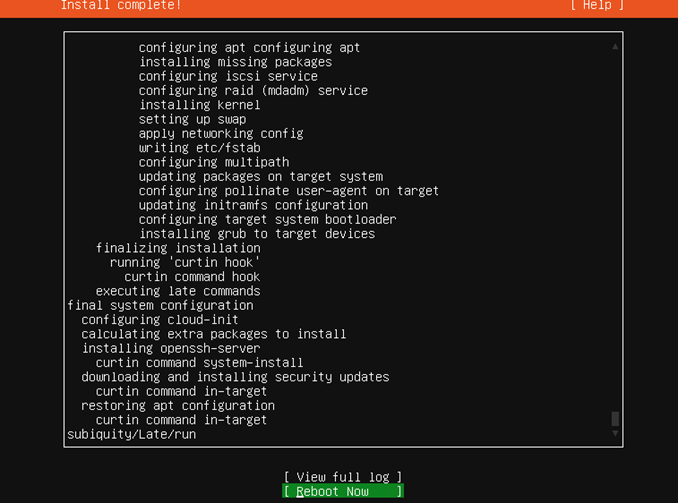 Install complete! [ Help ]
configuring apt configuring apt
installing missing packages
configuring iscsi service
configuring raid (mdadm) service
installing kernel
setting up swap
apply networking config
writing etc/fstab
configuring multipath
updating packages on target system
configuring pollinate user-agent on target
updating initramfs configuration
configuring target system bootloader
installing grub to target devices
finalizing installation
running 'curtin hook'
curtin command hook
executing late commands
final system configuration
configuring cloud-init
calculating extra packages to install
installing openssh-server
curtin command system-install
downloading and installing security updates
curtin command in-target
restoring apt configuration
curtin command in-target
subiquity/Late/run
[ View full log ]
[ Reboot Now ]